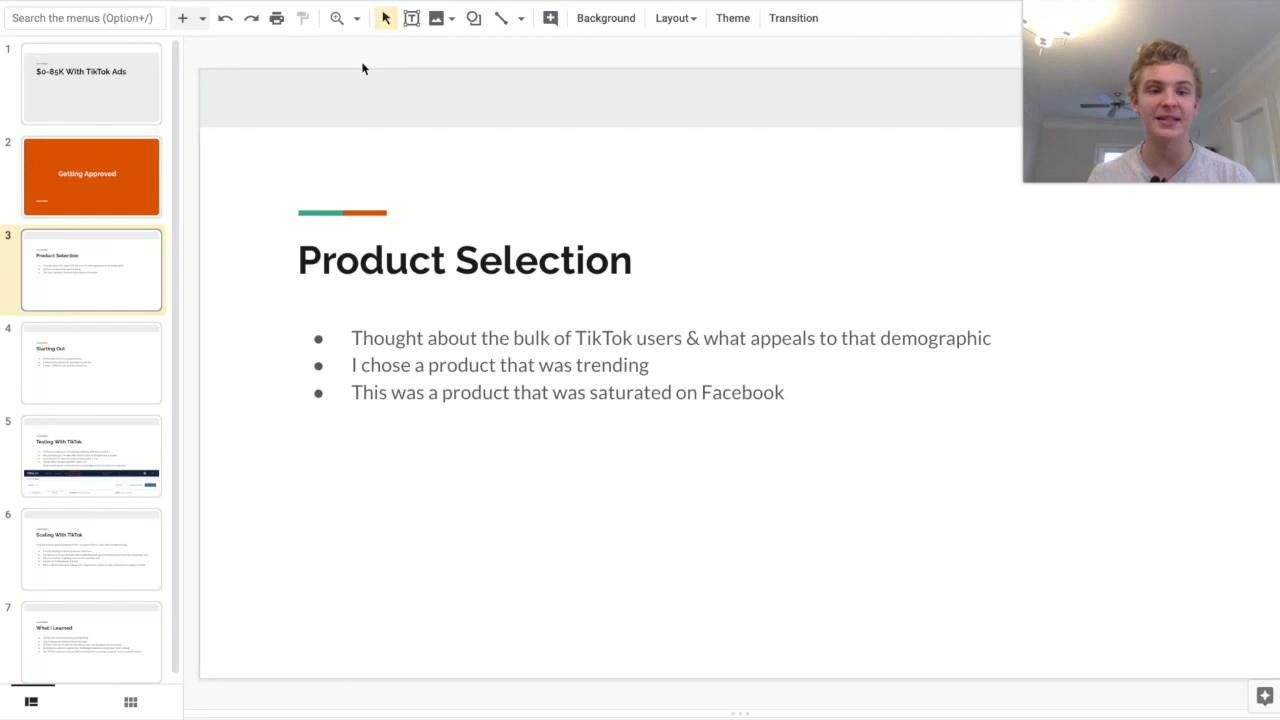 Search the menus (Option+/)
Background
Layout
Theme
Transition
1
$0-85K With TikTok Ads
2
Getting Approved
3
Product Selection
4
Starting Out
5
Testing With TikTok
6
Scaling With TikTok
7
What I Learned
Product Selection
● Thought about the bulk of TikTok users & what appeals to that demographic
● I chose a product that was trending
● This was a product that was saturated on Facebook